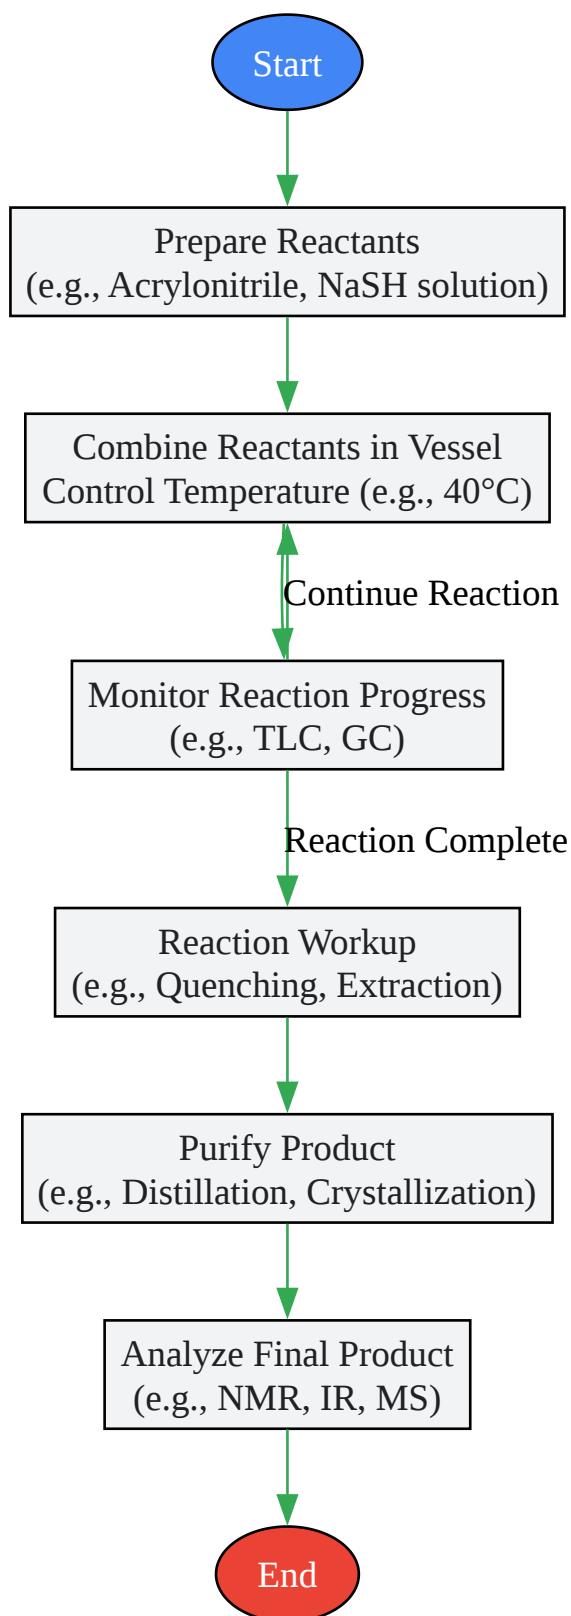 Start
Prepare Reactants
(e.g., Acrylonitrile, NaSH solution)
Combine Reactants in Vessel
Control Temperature (e.g., 40°C)
Continue Reaction
Monitor Reaction Progress
(e.g., TLC, GC)
Reaction Complete
Reaction Workup
(e.g., Quenching, Extraction)
Purify Product
(e.g., Distillation, Crystallization)
Analyze Final Product
(e.g., NMR, IR, MS)
End